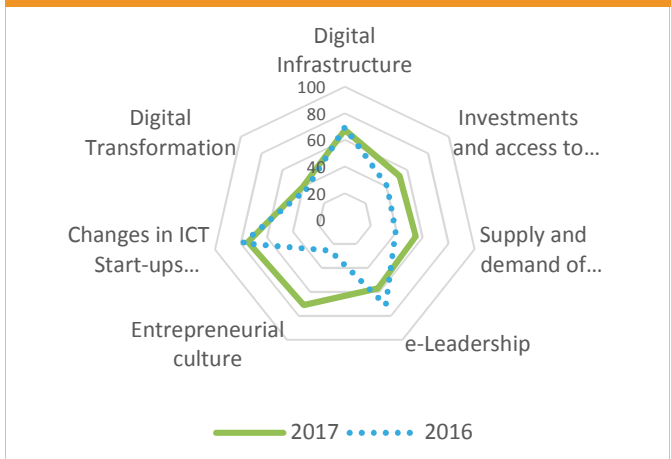 Digital
Infrastructure
100
80
60
40
20
0
Investments
and access to...
Supply and
demand of...
e-Leadership
Entrepreneurial
culture
Changes in ICT
Start-ups...
Digital
Transformation
2017
2016